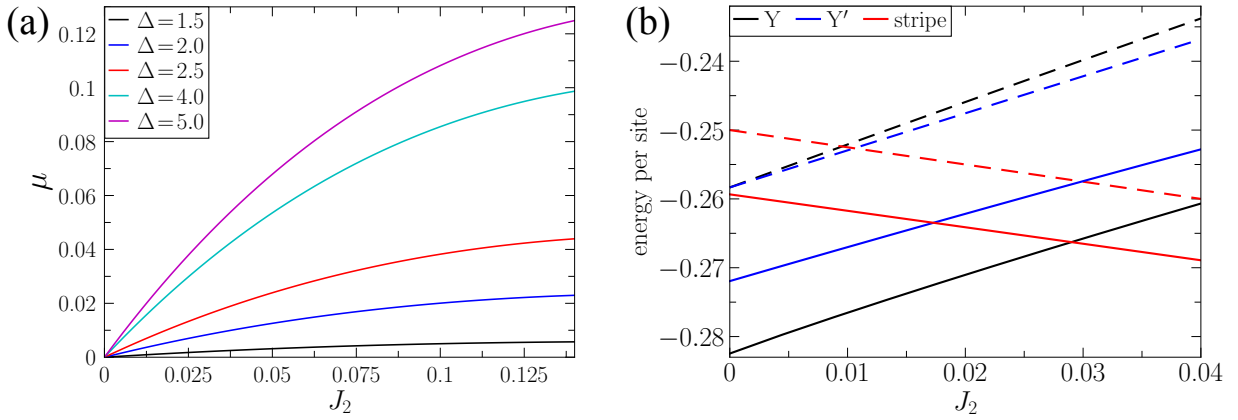 (a)
μ
0.12
0.1
0.08
0.06
0.04
0.02
0
Δ=1.5
Δ=2.0
Δ=2.5
Δ=4.0
Δ=5.0
0 0.025 0.05 0.075 0.1 0.125
J₂
(b)
Y Y′ stripe
energy per site
−0.24
−0.25
−0.26
−0.27
−0.28
0 0.01 0.02 0.03 0.04
J₂